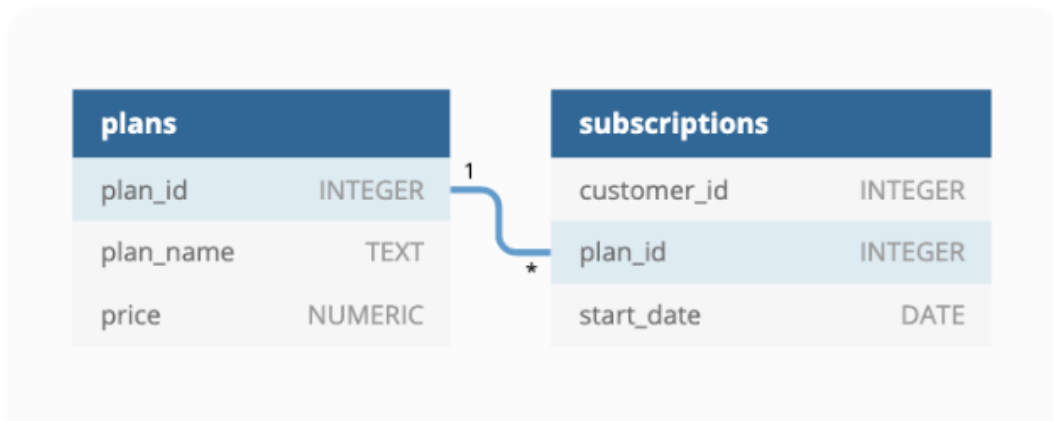 plans
plan_id INTEGER
plan_name TEXT
price NUMERIC
1
*
subscriptions
customer_id INTEGER
plan_id INTEGER
start_date DATE